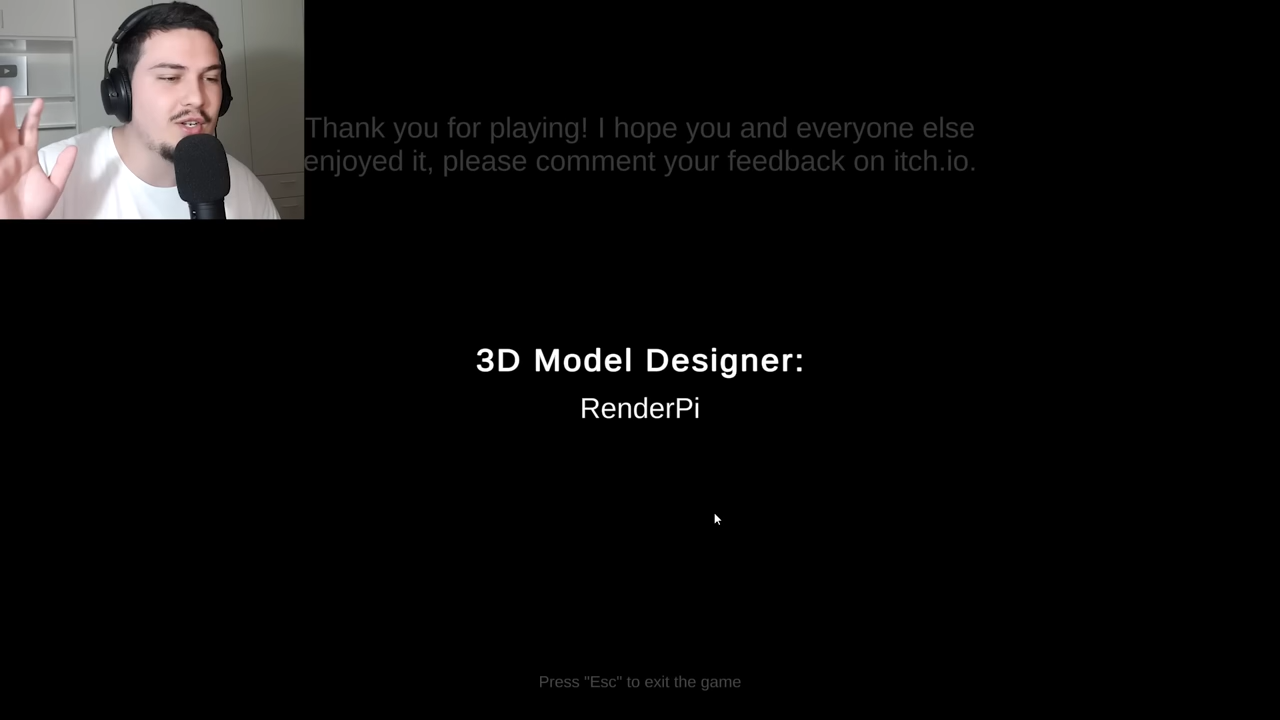 Thank you for playing! I hope you and everyone else
enjoyed it, please comment your feedback on itch.io.
3D Model Designer:
RenderPi
Press "Esc" to exit the game